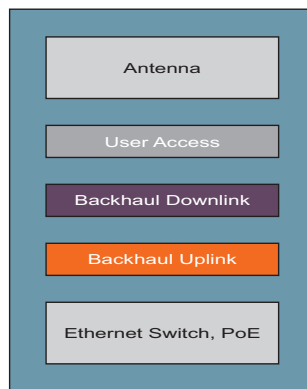 Antenna
User Access
Backhaul Downlink
Backhaul Uplink
Ethernet Switch, PoE